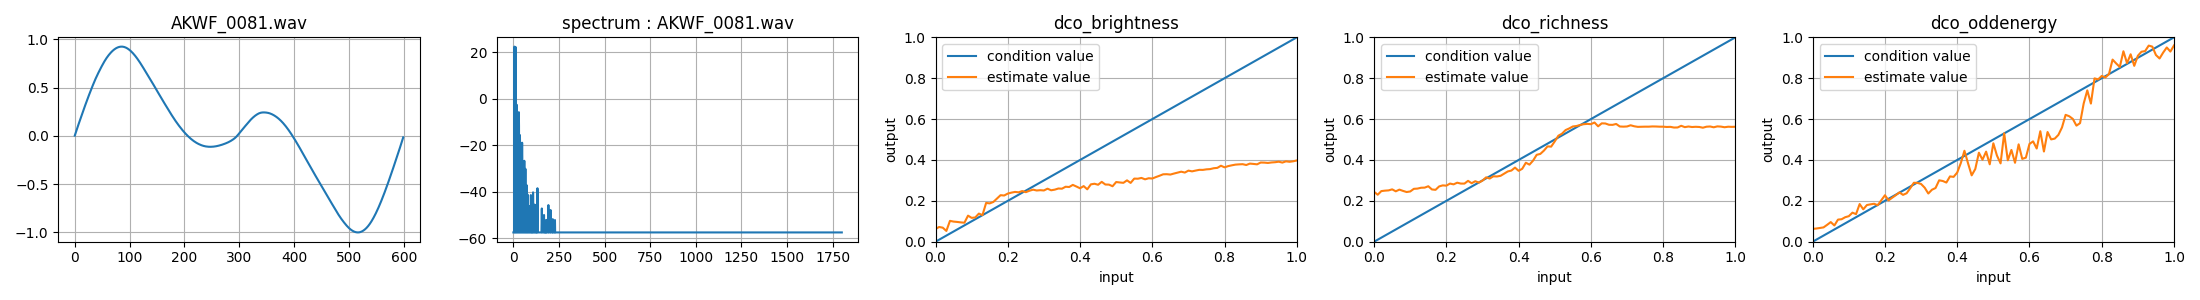 AKWF_0081.wav
1.0
0.5
0.0
−0.5
−1.0
0 100 200 300 400 500 600
spectrum : AKWF_0081.wav
20
0
−20
−40
−60
0 250 500 750 1000 1250 1500 1750
dco_brightness
condition value
estimate value
output
1.0
0.8
0.6
0.4
0.2
0.0
0.0 0.2 0.4 0.6 0.8 1.0
input
dco_richness
condition value
estimate value
output
1.0
0.8
0.6
0.4
0.2
0.0
0.0 0.2 0.4 0.6 0.8 1.0
input
dco_oddenergy
condition value
estimate value
output
1.0
0.8
0.6
0.4
0.2
0.0
0.0 0.2 0.4 0.6 0.8 1.0
input